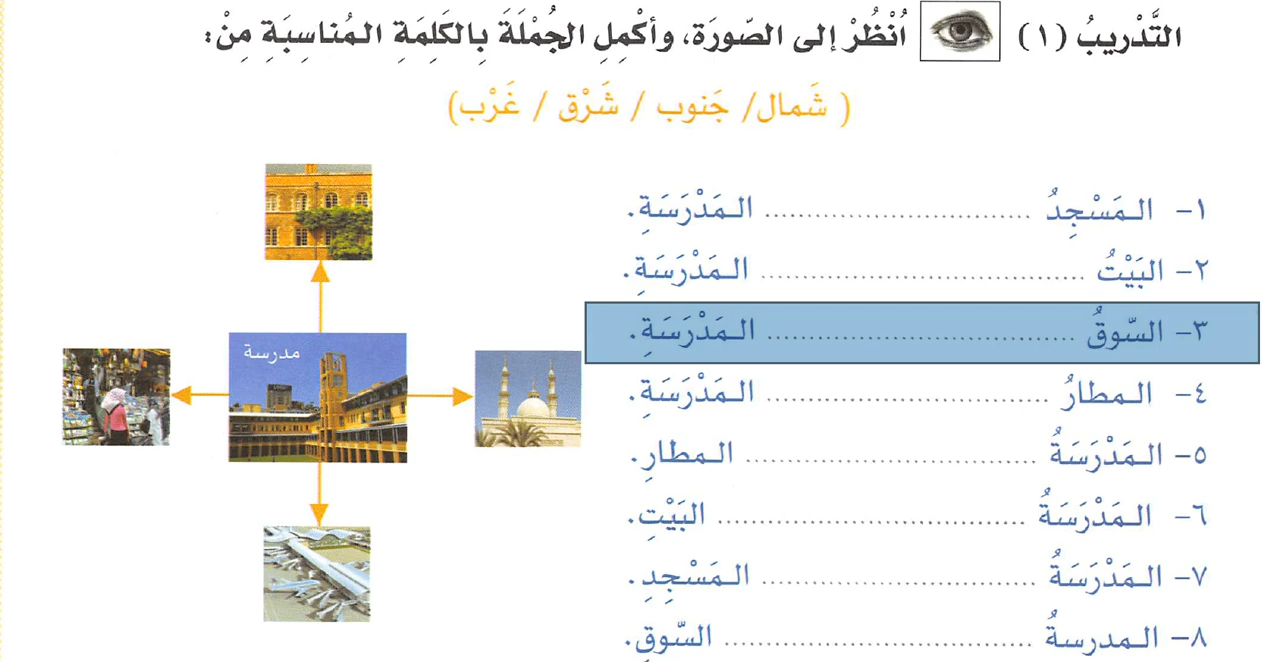 التَّدْرِيبُ (١) اُنْظُرْ إلى الصّورَة، وأكْمِلِ الجُمْلَةَ بِالكَلِمَةِ المُناسِبَةِ مِنْ:
( شَمال/ جَنوب / شَرْق / غَرْب)
١- المَسْجِدُ .............................. المَدْرَسَةِ.
٢- البَيْتُ .................................... المَدْرَسَةِ.
٣- السّوقُ ................................... المَدْرَسَةِ.
٤- المطارُ ................................ المَدْرَسَةِ.
٥- المَدْرَسَةُ ................................. المطارِ.
٦- المَدْرَسَةُ ................................... البَيْتِ.
٧- المَدْرَسَةُ ............................... المَسْجِدِ.
٨- المدرسةُ ................................... السّوقِ.
مدرسة